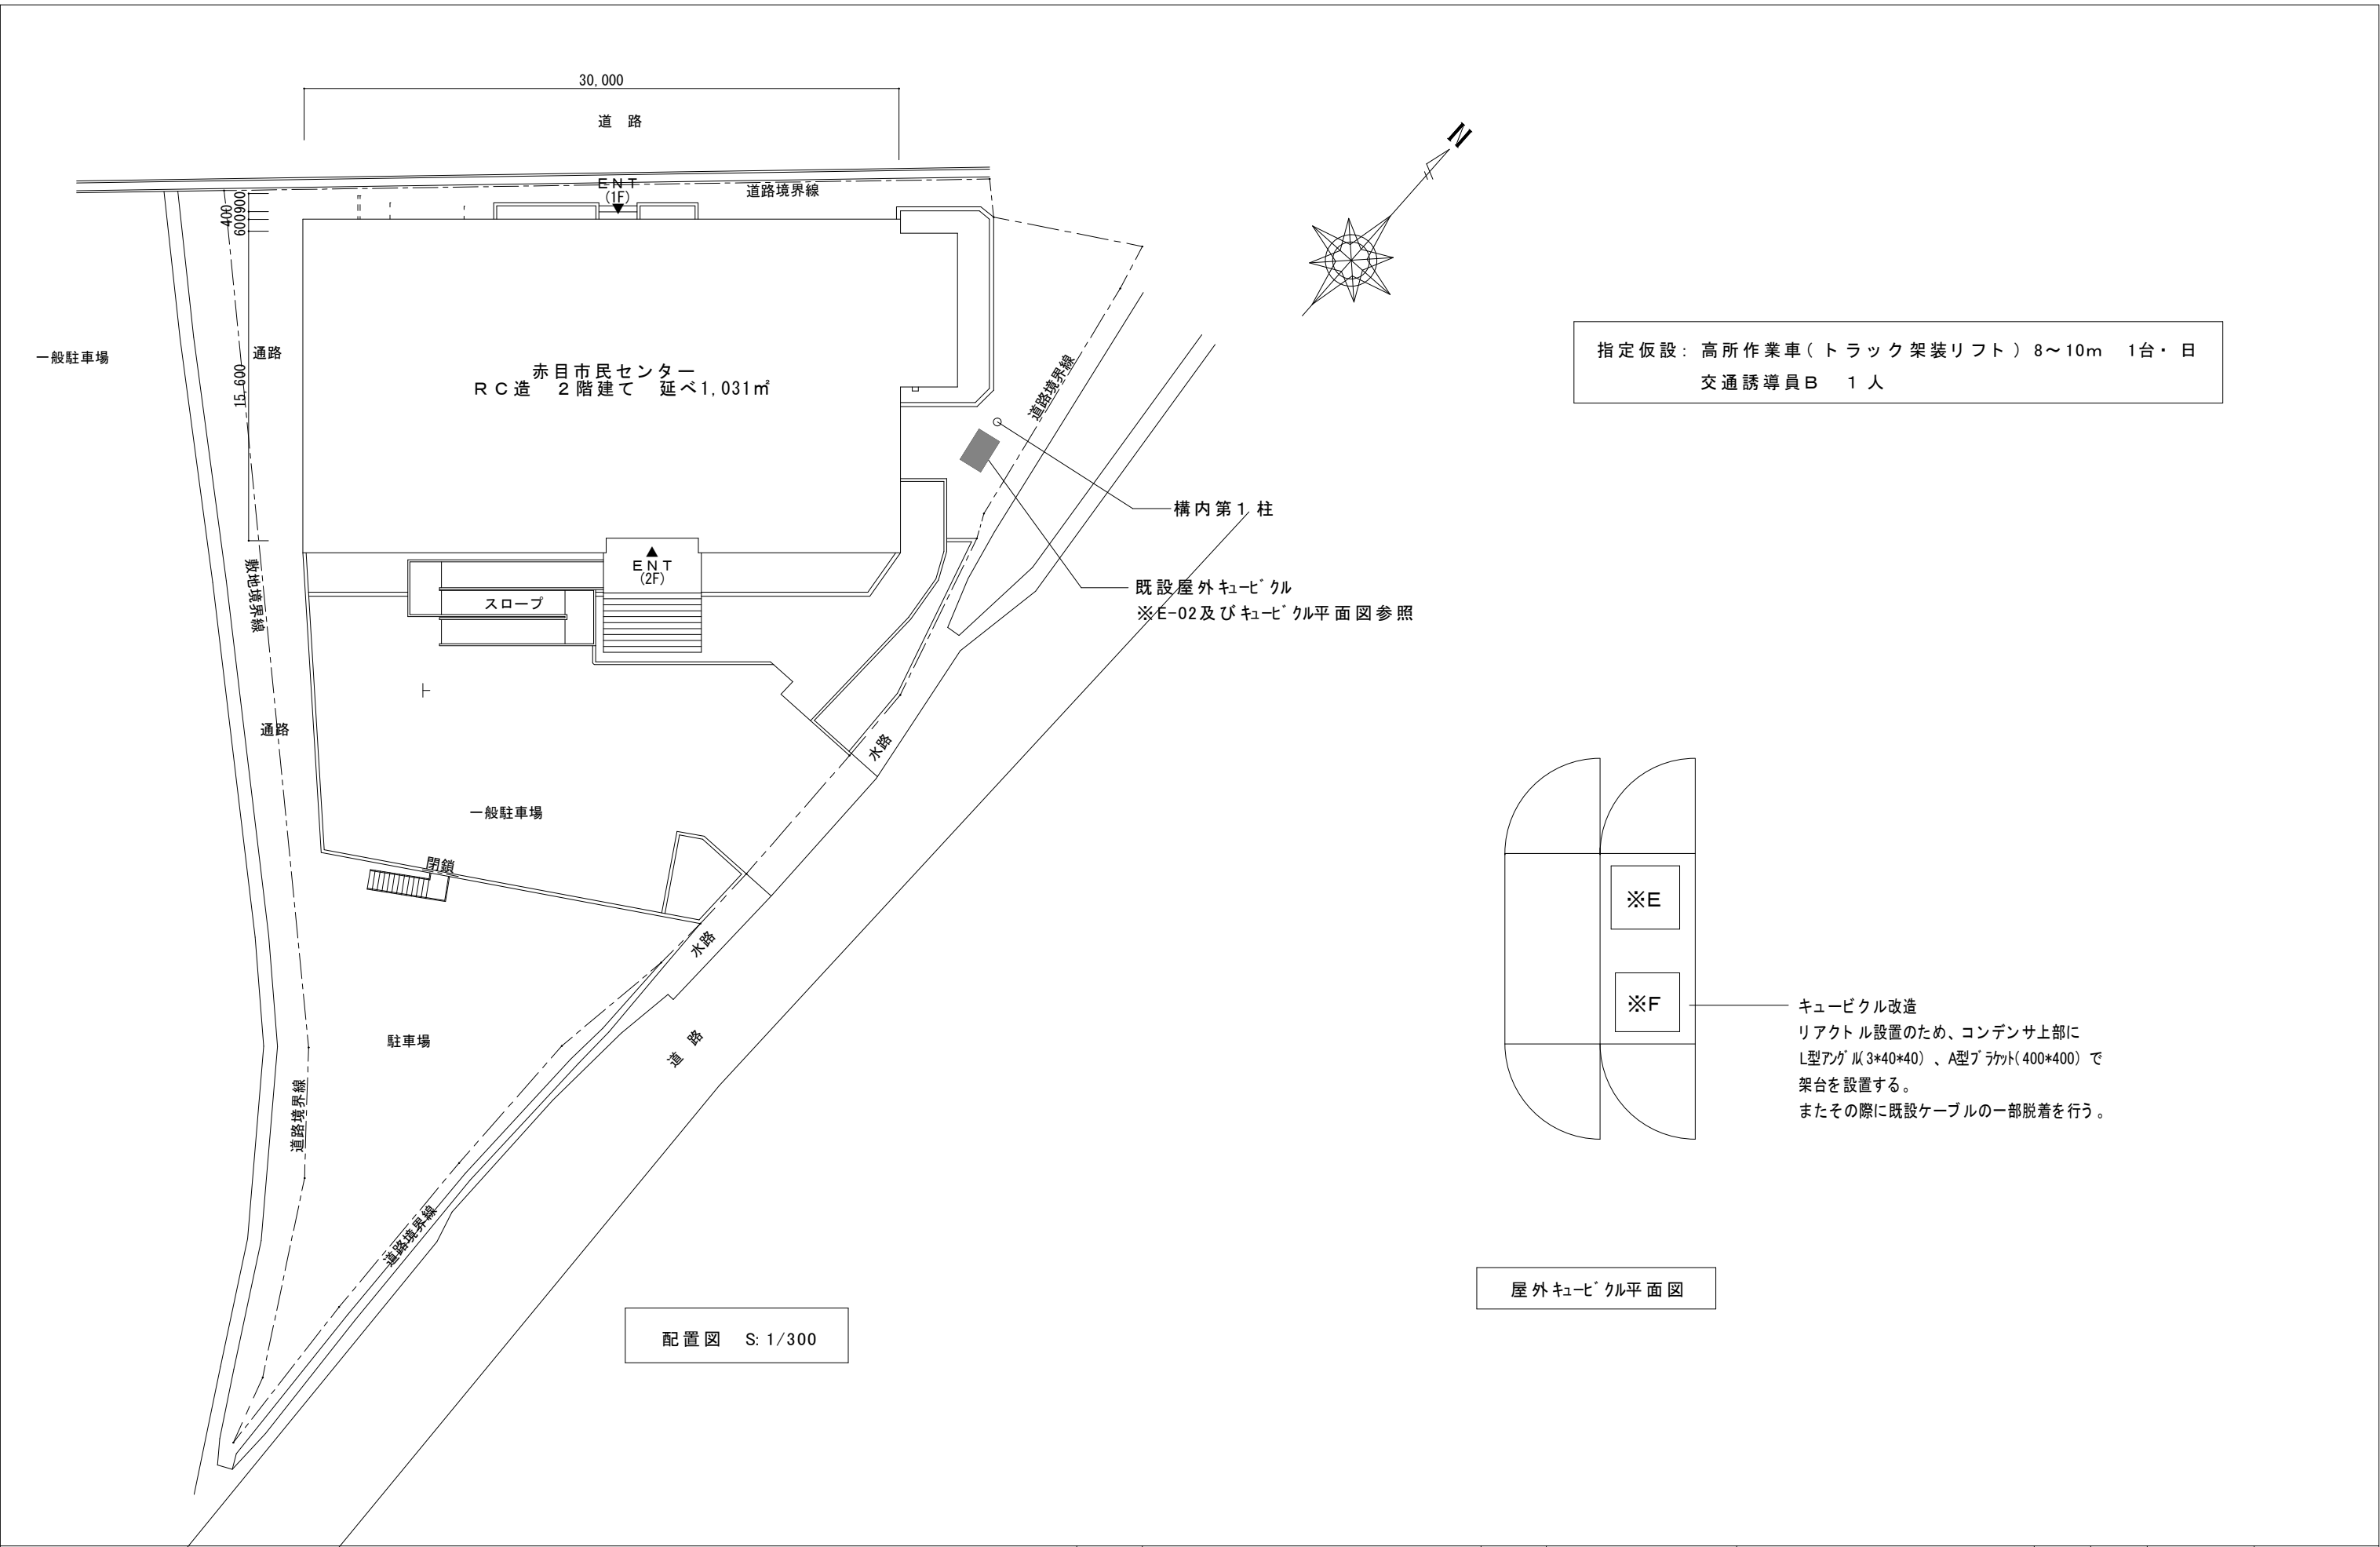 30,000
道　路
ENT
(1F)
道路境界線
900
400
600
15,600
通路
一般駐車場
赤目市民センター
ＲＣ造　２階建て　延べ1,031㎡
N
指定仮設：高所作業車（トラック架装リフト）8～10m　1台・日
交通誘導員Ｂ　１人
道路境界線
構内第１柱
既設屋外ｷｭｰﾋﾞｸﾙ
※E-02及びｷｭｰﾋﾞｸﾙ平面図参照
ENT
(2F)
スロープ
敷地境界線
通路
水路
一般駐車場
閉鎖
水路
駐車場
道　路
道路境界線
道路境界線
※E
※F
キュービクル改造
リアクトル設置のため、コンデンサ上部に
L型ｱﾝｸﾞﾙ(3*40*40）、A型ﾌﾞﾗｹｯﾄ(400*400）で
架台を設置する。
またその際に既設ケーブルの一部脱着を行う。
屋外ｷｭｰﾋﾞｸﾙ平面図
配置図　S:1/300